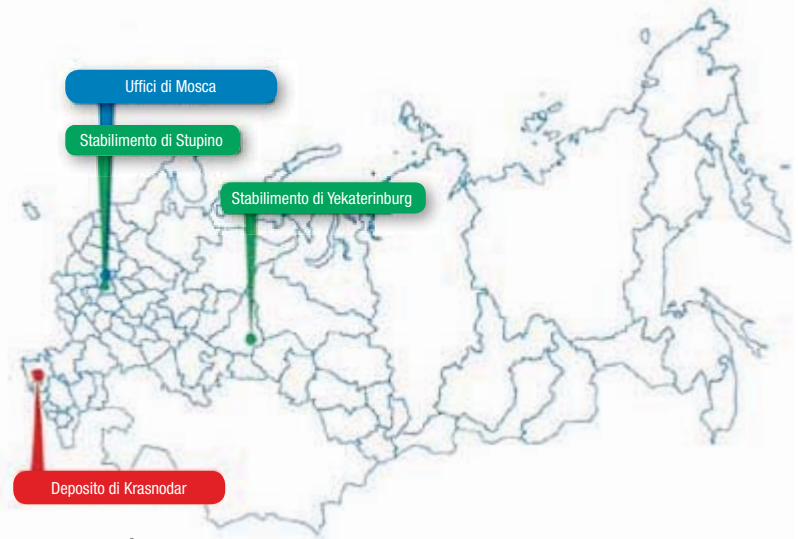 Uffici di Mosca
Stabilimento di Stupino
Stabilimento di Yekaterinburg
Deposito di Krasnodar